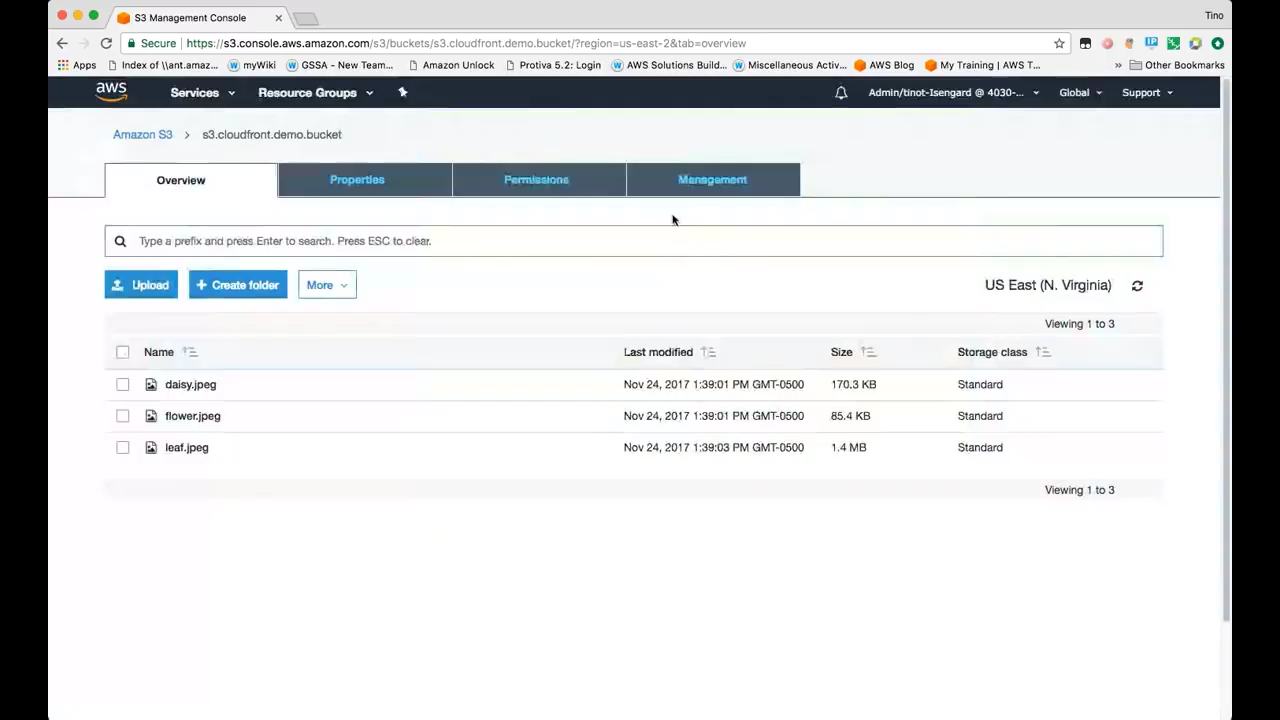 S3 Management Console
Tino
Secure https://s3.console.aws.amazon.com/s3/buckets/s3.cloudfront.demo.bucket/?region=us-east-2&tab=overview
Apps Index of \\ant.amaz... myWiki GSSA - New Team... Amazon Unlock Protiva 5.2: Login AWS Solutions Build... Miscellaneous Activ... AWS Blog My Training | AWS T... » Other Bookmarks
aws Services Resource Groups Admin/tinot-Isengard @ 4030-... Global Support
Amazon S3 > s3.cloudfront.demo.bucket
Overview Properties Permissions Management
Type a prefix and press Enter to search. Press ESC to clear.
Upload + Create folder More US East (N. Virginia)
Viewing 1 to 3
Name Last modified Size Storage class
daisy.jpeg Nov 24, 2017 1:39:01 PM GMT-0500 170.3 KB Standard
flower.jpeg Nov 24, 2017 1:39:01 PM GMT-0500 85.4 KB Standard
leaf.jpeg Nov 24, 2017 1:39:03 PM GMT-0500 1.4 MB Standard
Viewing 1 to 3